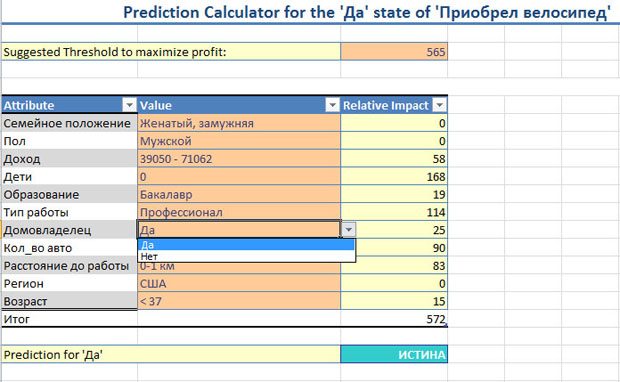 Prediction Calculator for the 'Да' state of 'Приобрел велосипед'
Suggested Threshold to maximize profit: 565
Attribute Value Relative Impact
Семейное положение Женатый, замужняя 0
Пол Мужской 0
Доход 39050 - 71062 58
Дети 0 168
Образование Бакалавр 19
Тип работы Профессионал 114
Домовладелец Да 25
Да
Кол_во авто 90
Нет
Расстояние до работы 0-1 км 83
Регион США 0
Возраст < 37 15
Итог 572
Prediction for 'Да' ИСТИНА